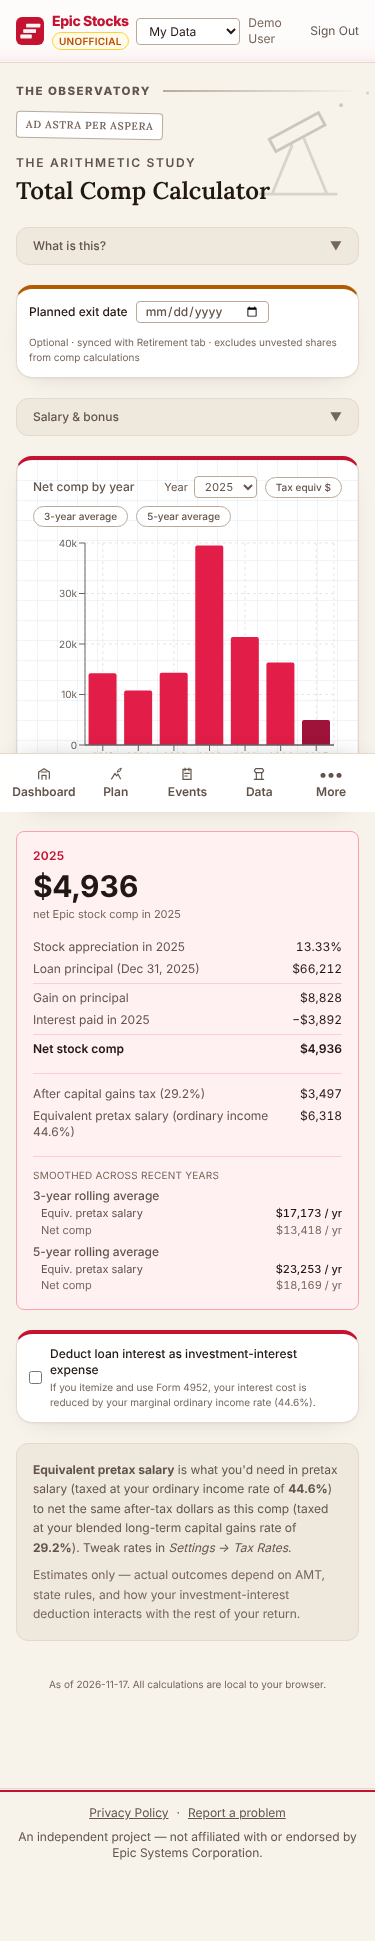 Epic Stocks
UNOFFICIAL
My Data
Demo User
Sign Out
THE OBSERVATORY
AD ASTRA PER ASPERA
THE ARITHMETIC STUDY
Total Comp Calculator
What is this?
Planned exit date
mm/dd/yyyy
Optional · synced with Retirement tab · excludes unvested shares
from comp calculations
Salary & bonus
Net comp by year
Year
2025
Tax equiv $
3-year average
5-year average
40k
30k
20k
10k
0
Dashboard
Plan
Events
Data
More
2025
$4,936
net Epic stock comp in 2025
Stock appreciation in 2025 13.33%
Loan principal (Dec 31, 2025) $66,212
Gain on principal $8,828
Interest paid in 2025 −$3,892
Net stock comp $4,936
After capital gains tax (29.2%) $3,497
Equivalent pretax salary (ordinary income $6,318
44.6%)
SMOOTHED ACROSS RECENT YEARS
3-year rolling average
Equiv. pretax salary $17,173 / yr
Net comp $13,418 / yr
5-year rolling average
Equiv. pretax salary $23,253 / yr
Net comp $18,169 / yr
Deduct loan interest as investment-interest
expense
If you itemize and use Form 4952, your interest cost is
reduced by your marginal ordinary income rate (44.6%).
Equivalent pretax salary is what you'd need in pretax
salary (taxed at your ordinary income rate of 44.6%)
to net the same after-tax dollars as this comp (taxed
at your blended long-term capital gains rate of
29.2%). Tweak rates in Settings → Tax Rates.
Estimates only — actual outcomes depend on AMT,
state rules, and how your investment-interest
deduction interacts with the rest of your return.
As of 2026-11-17. All calculations are local to your browser.
Privacy Policy · Report a problem
An independent project — not affiliated with or endorsed by
Epic Systems Corporation.